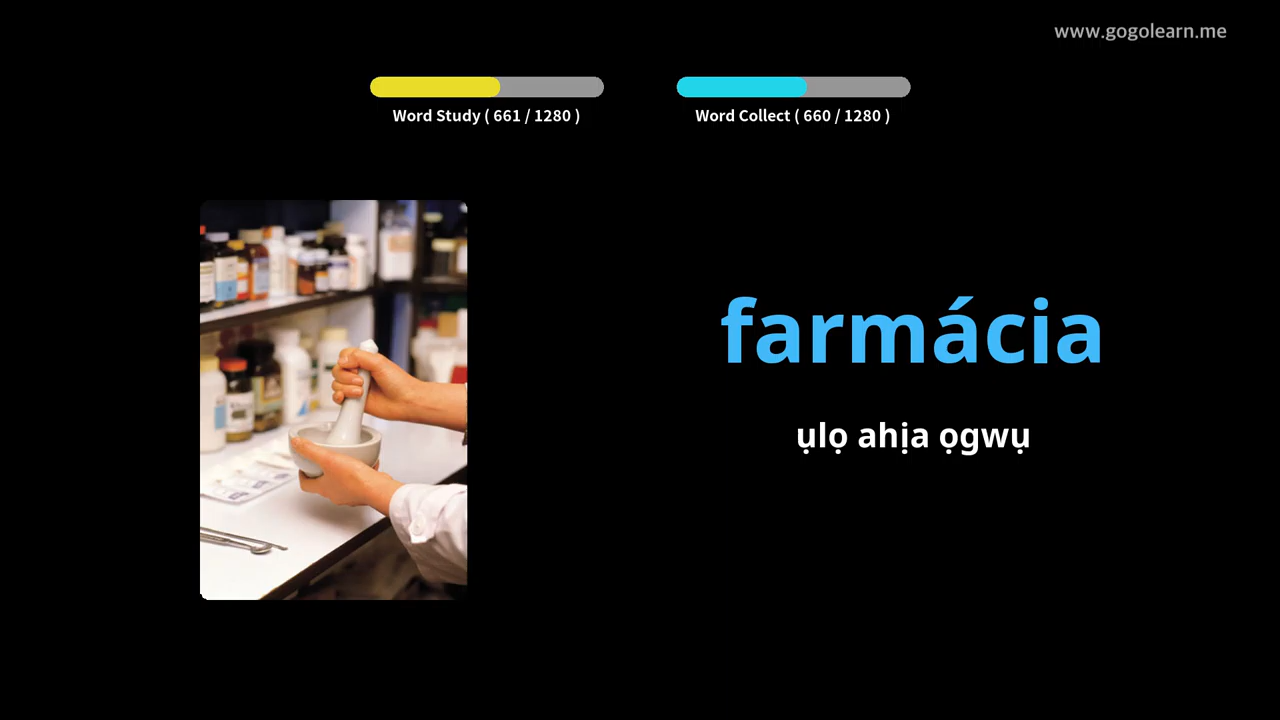 www.gogolearn.me
Word Study ( 661 / 1280 )
Word Collect ( 660 / 1280 )
farmácia
ụlọ ahịa ọgwụ